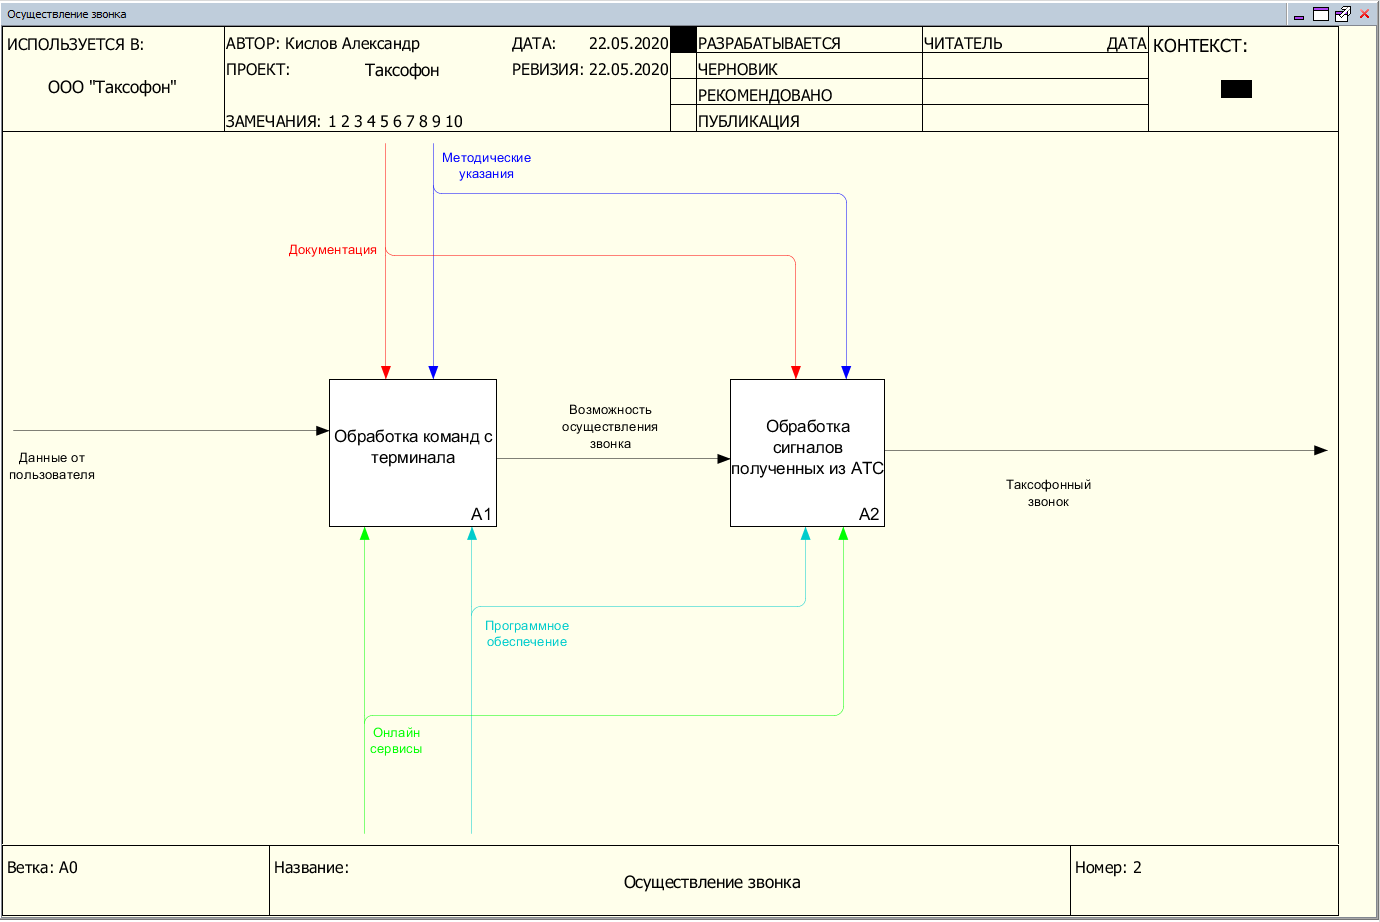 Осуществление звонка
ИСПОЛЬЗУЕТСЯ В:
ООО "Таксофон"
АВТОР: Кислов Александр
ДАТА: 22.05.2020
ПРОЕКТ: Таксофон
РЕВИЗИЯ: 22.05.2020
ЗАМЕЧАНИЯ: 1 2 3 4 5 6 7 8 9 10
РАЗРАБАТЫВАЕТСЯ
ЧЕРНОВИК
РЕКОМЕНДОВАНО
ПУБЛИКАЦИЯ
ЧИТАТЕЛЬ ДАТА
КОНТЕКСТ:
Методические
указания
Документация
Данные от
пользователя
Обработка команд с
терминала
A1
Возможность
осуществления
звонка
Обработка
сигналов
полученных из АТС
A2
Таксофонный
звонок
Программное
обеспечение
Онлайн
сервисы
Ветка: A0
Название:
Осуществление звонка
Номер: 2